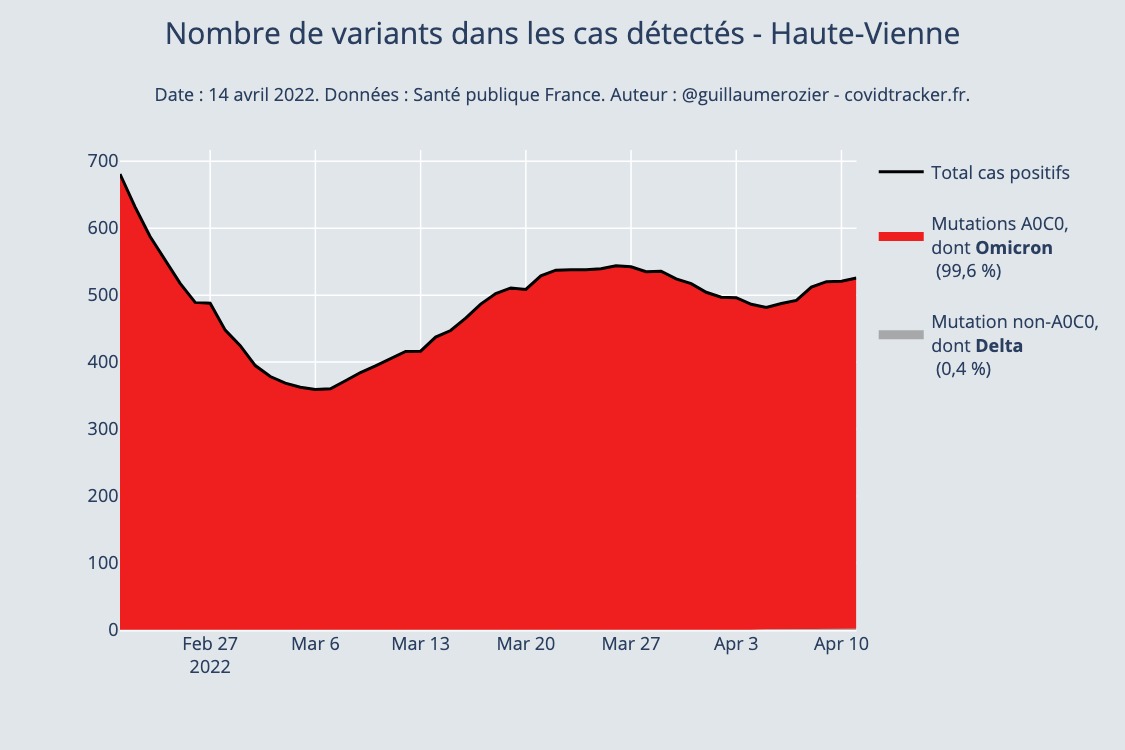 Nombre de variants dans les cas détectés - Haute-Vienne
Date : 14 avril 2022. Données : Santé publique France. Auteur : @guillaumerozier - covidtracker.fr.
700
600
500
400
300
200
100
0
Feb 27
2022
Mar 6
Mar 13
Mar 20
Mar 27
Apr 3
Apr 10
Total cas positifs
Mutations A0C0,
dont Omicron
(99,6 %)
Mutation non-A0C0,
dont Delta
(0,4 %)